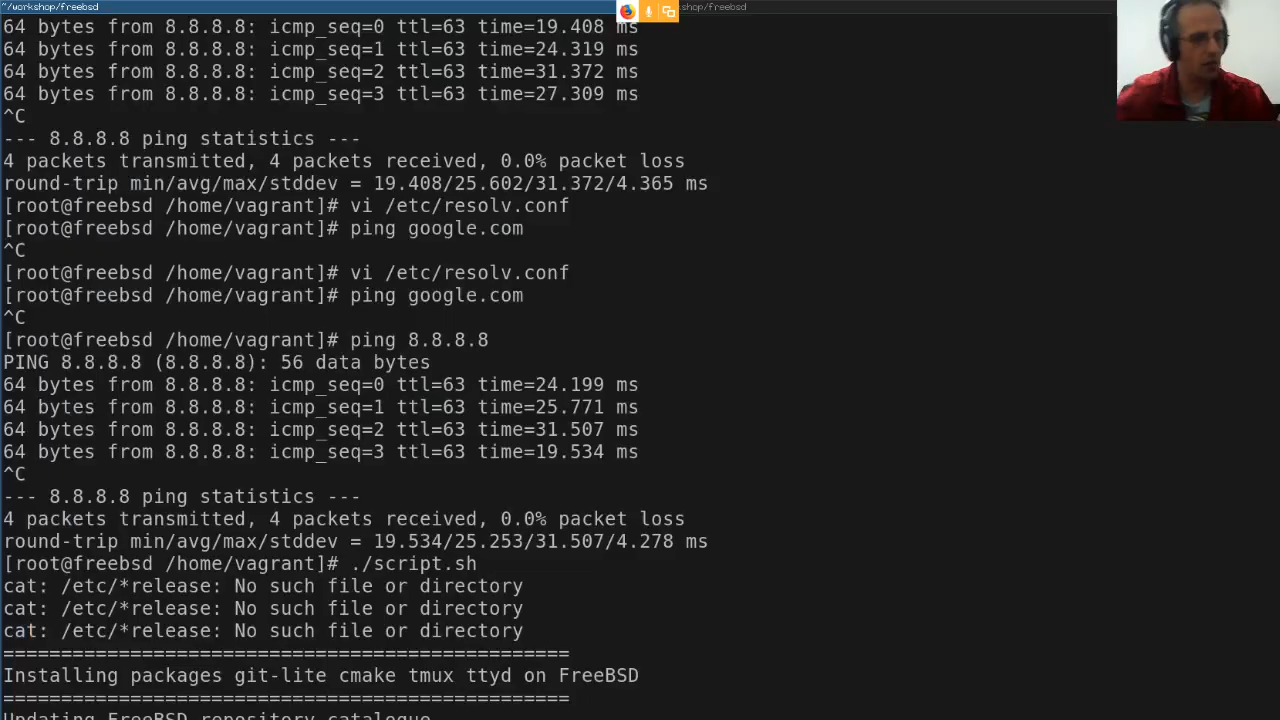 ~/workshop/freebsd
shop/freebsd
64 bytes from 8.8.8.8: icmp_seq=0 ttl=63 time=19.408 ms
64 bytes from 8.8.8.8: icmp_seq=1 ttl=63 time=24.319 ms
64 bytes from 8.8.8.8: icmp_seq=2 ttl=63 time=31.372 ms
64 bytes from 8.8.8.8: icmp_seq=3 ttl=63 time=27.309 ms
^C
--- 8.8.8.8 ping statistics ---
4 packets transmitted, 4 packets received, 0.0% packet loss
round-trip min/avg/max/stddev = 19.408/25.602/31.372/4.365 ms
[root@freebsd /home/vagrant]# vi /etc/resolv.conf
[root@freebsd /home/vagrant]# ping google.com
^C
[root@freebsd /home/vagrant]# vi /etc/resolv.conf
[root@freebsd /home/vagrant]# ping google.com
^C
[root@freebsd /home/vagrant]# ping 8.8.8.8
PING 8.8.8.8 (8.8.8.8): 56 data bytes
64 bytes from 8.8.8.8: icmp_seq=0 ttl=63 time=24.199 ms
64 bytes from 8.8.8.8: icmp_seq=1 ttl=63 time=25.771 ms
64 bytes from 8.8.8.8: icmp_seq=2 ttl=63 time=31.507 ms
64 bytes from 8.8.8.8: icmp_seq=3 ttl=63 time=19.534 ms
^C
--- 8.8.8.8 ping statistics ---
4 packets transmitted, 4 packets received, 0.0% packet loss
round-trip min/avg/max/stddev = 19.534/25.253/31.507/4.278 ms
[root@freebsd /home/vagrant]# ./script.sh
cat: /etc/*release: No such file or directory
cat: /etc/*release: No such file or directory
cat: /etc/*release: No such file or directory
=================================================
Installing packages git-lite cmake tmux ttyd on FreeBSD
=================================================
Updating FreeBSD repository catalogue